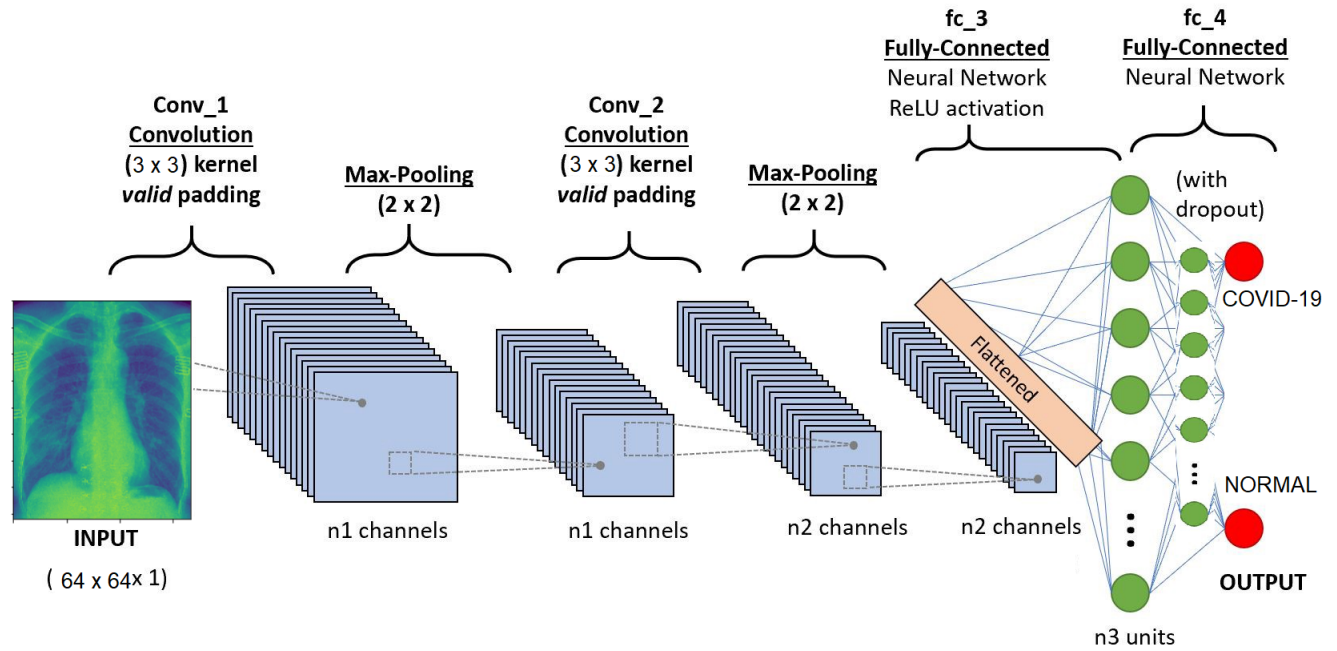 fc_3
Fully-Connected
Neural Network
ReLU activation
fc_4
Fully-Connected
Neural Network
Conv_1
Convolution
(3 x 3) kernel
valid padding
Max-Pooling
(2 x 2)
Conv_2
Convolution
(3 x 3) kernel
valid padding
Max-Pooling
(2 x 2)
(with
dropout)
Flattened
COVID-19
NORMAL
OUTPUT
INPUT
( 64 x 64x 1)
n1 channels
n1 channels
n2 channels
n2 channels
n3 units